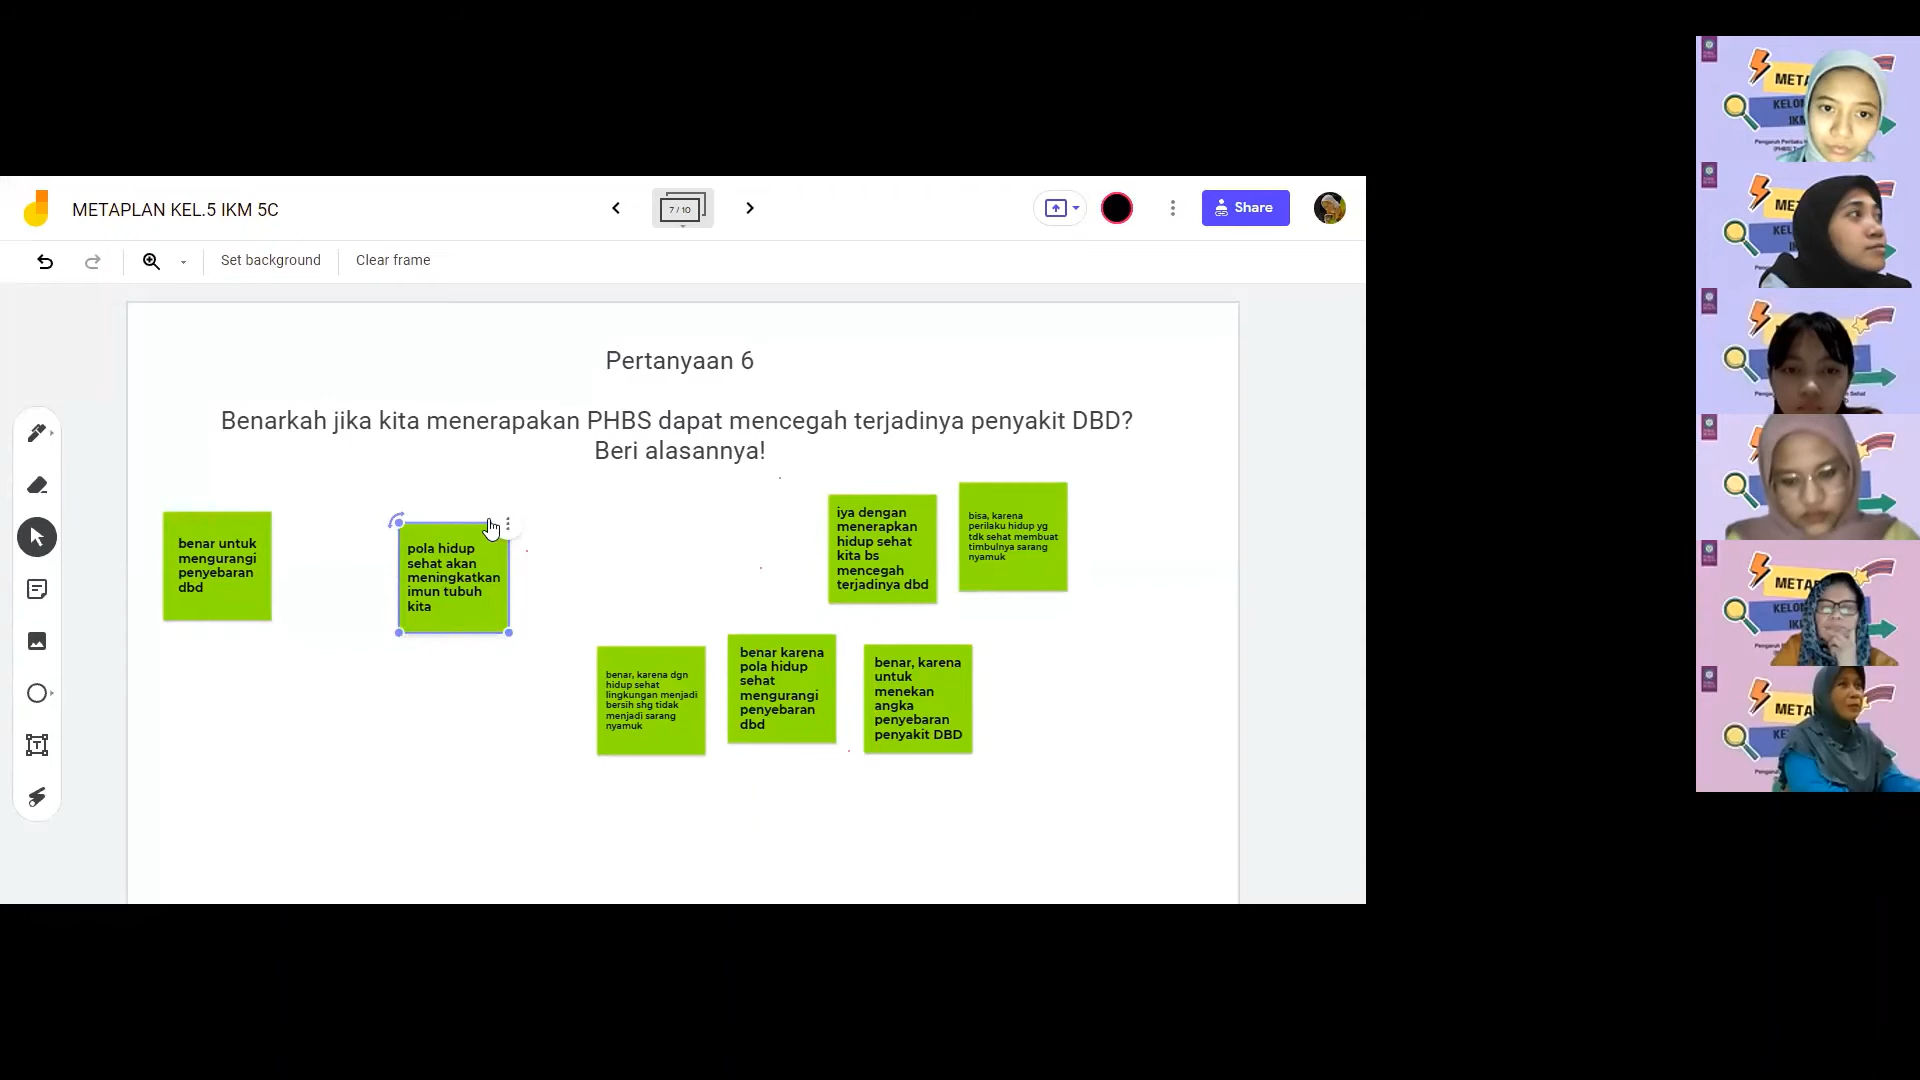 METAPLAN KEL.5 IKM 5C
7 / 10
Share
Set background
Clear frame
Pertanyaan 6
Benarkah jika kita menerapakan PHBS dapat mencegah terjadinya penyakit DBD?
Beri alasannya!
benar untuk
mengurangi
penyebaran
dbd
pola hidup
sehat akan
meningkatkan
imun tubuh
kita
iya dengan
menerapkan
hidup sehat
kita bs
mencegah
terjadinya dbd
bisa, karena
perilaku hidup yg
tdk sehat membuat
timbulnya sarang
nyamuk
benar, karena dgn
hidup sehat
lingkungan menjadi
bersih shg tidak
menjadi sarang
nyamuk
benar karena
pola hidup
sehat
mengurangi
penyebaran
dbd
benar, karena
untuk
menekan
angka
penyebaran
penyakit DBD